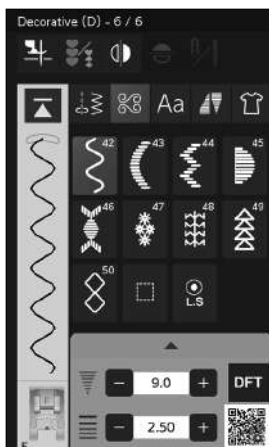 Decorative (D) - 6 / 6
Aa
42 43 44 45
46 47 48 49
50 L.S
− 9.0 + DFT
− 2.50 +